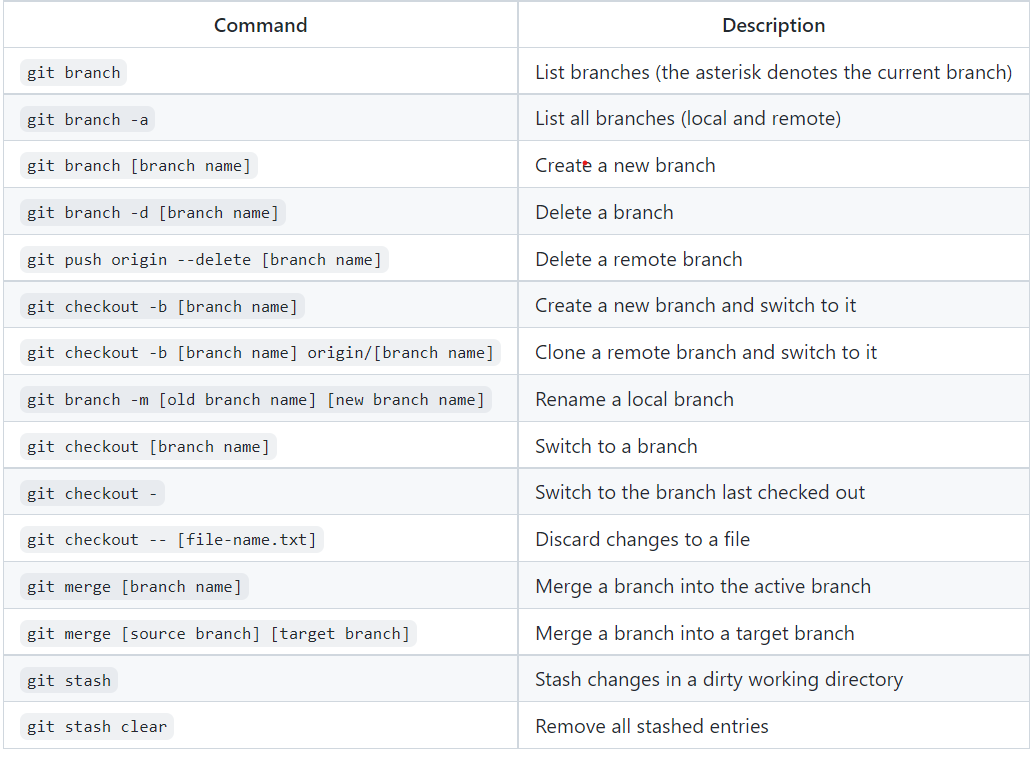 Command Description
git branch List branches (the asterisk denotes the current branch)
git branch -a List all branches (local and remote)
git branch [branch name] Create a new branch
git branch -d [branch name] Delete a branch
git push origin --delete [branch name] Delete a remote branch
git checkout -b [branch name] Create a new branch and switch to it
git checkout -b [branch name] origin/[branch name] Clone a remote branch and switch to it
git branch -m [old branch name] [new branch name] Rename a local branch
git checkout [branch name] Switch to a branch
git checkout - Switch to the branch last checked out
git checkout -- [file-name.txt] Discard changes to a file
git merge [branch name] Merge a branch into the active branch
git merge [source branch] [target branch] Merge a branch into a target branch
git stash Stash changes in a dirty working directory
git stash clear Remove all stashed entries